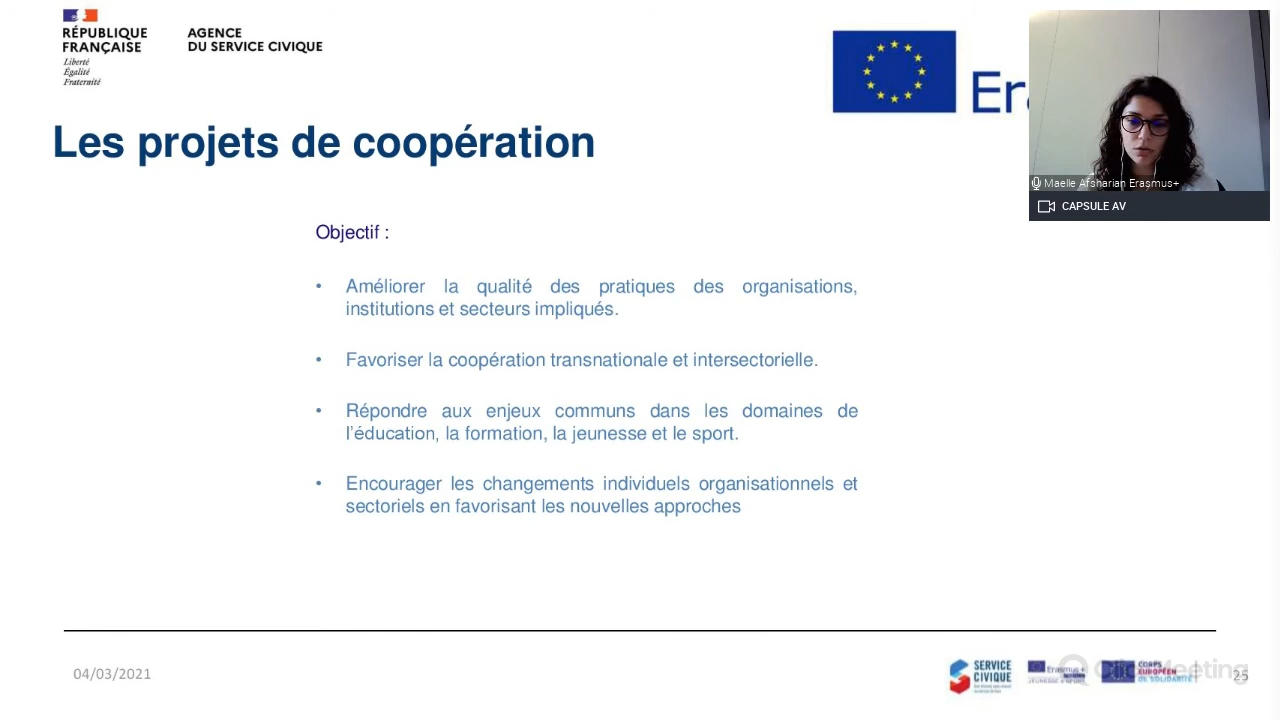 RÉPUBLIQUE
FRANÇAISE
Liberté
Égalité
Fraternité
AGENCE
DU SERVICE CIVIQUE
Er
Les projets de coopération
Maelle Afsharian Erasmus+
CAPSULE AV
Objectif :
• Améliorer la qualité des pratiques des organisations,
institutions et secteurs impliqués.
• Favoriser la coopération transnationale et intersectorielle.
• Répondre aux enjeux communs dans les domaines de
l’éducation, la formation, la jeunesse et le sport.
• Encourager les changements individuels organisationnels et
sectoriels en favorisant les nouvelles approches
04/03/2021
SERVICE
CIVIQUE
Erasmus+
CORPS
EUROPÉEN
DE SOLIDARITÉ
Meeting
25